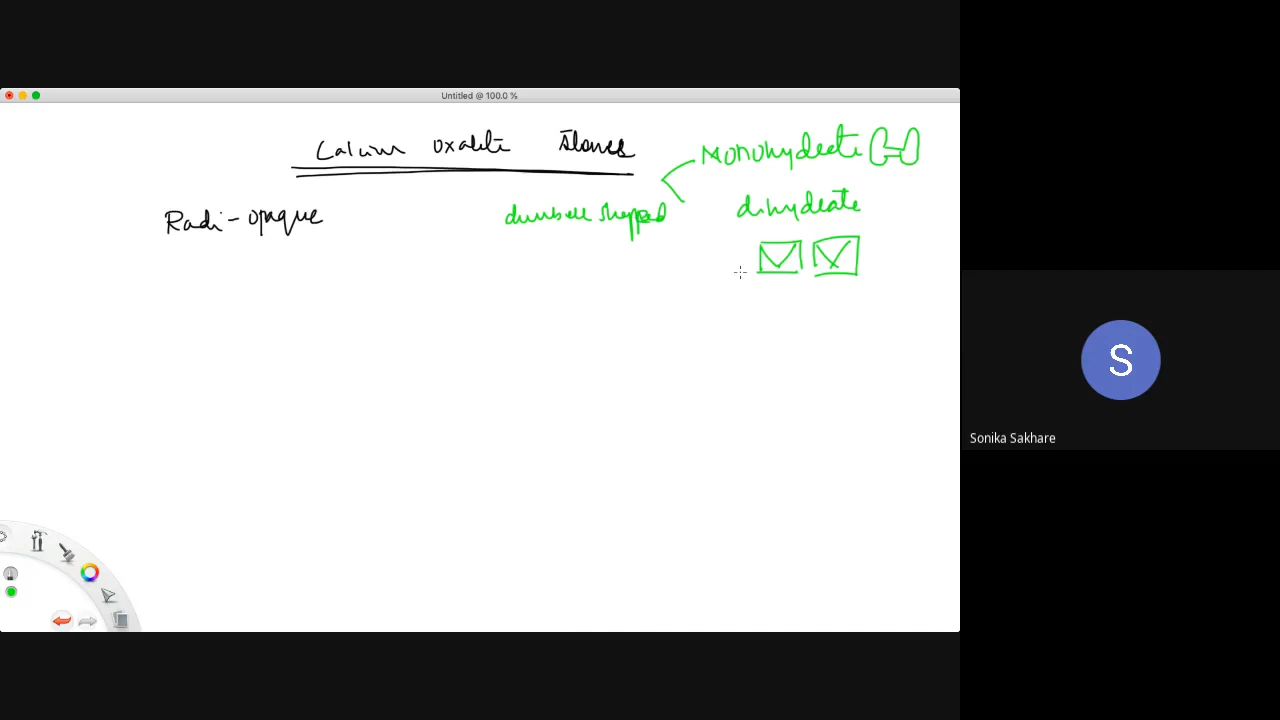 Untitled @ 100.0 %
Calcium oxalate stones
Monohydrate
Radi-opaque
dumbell shaped
dihydrate
S
Sonika Sakhare